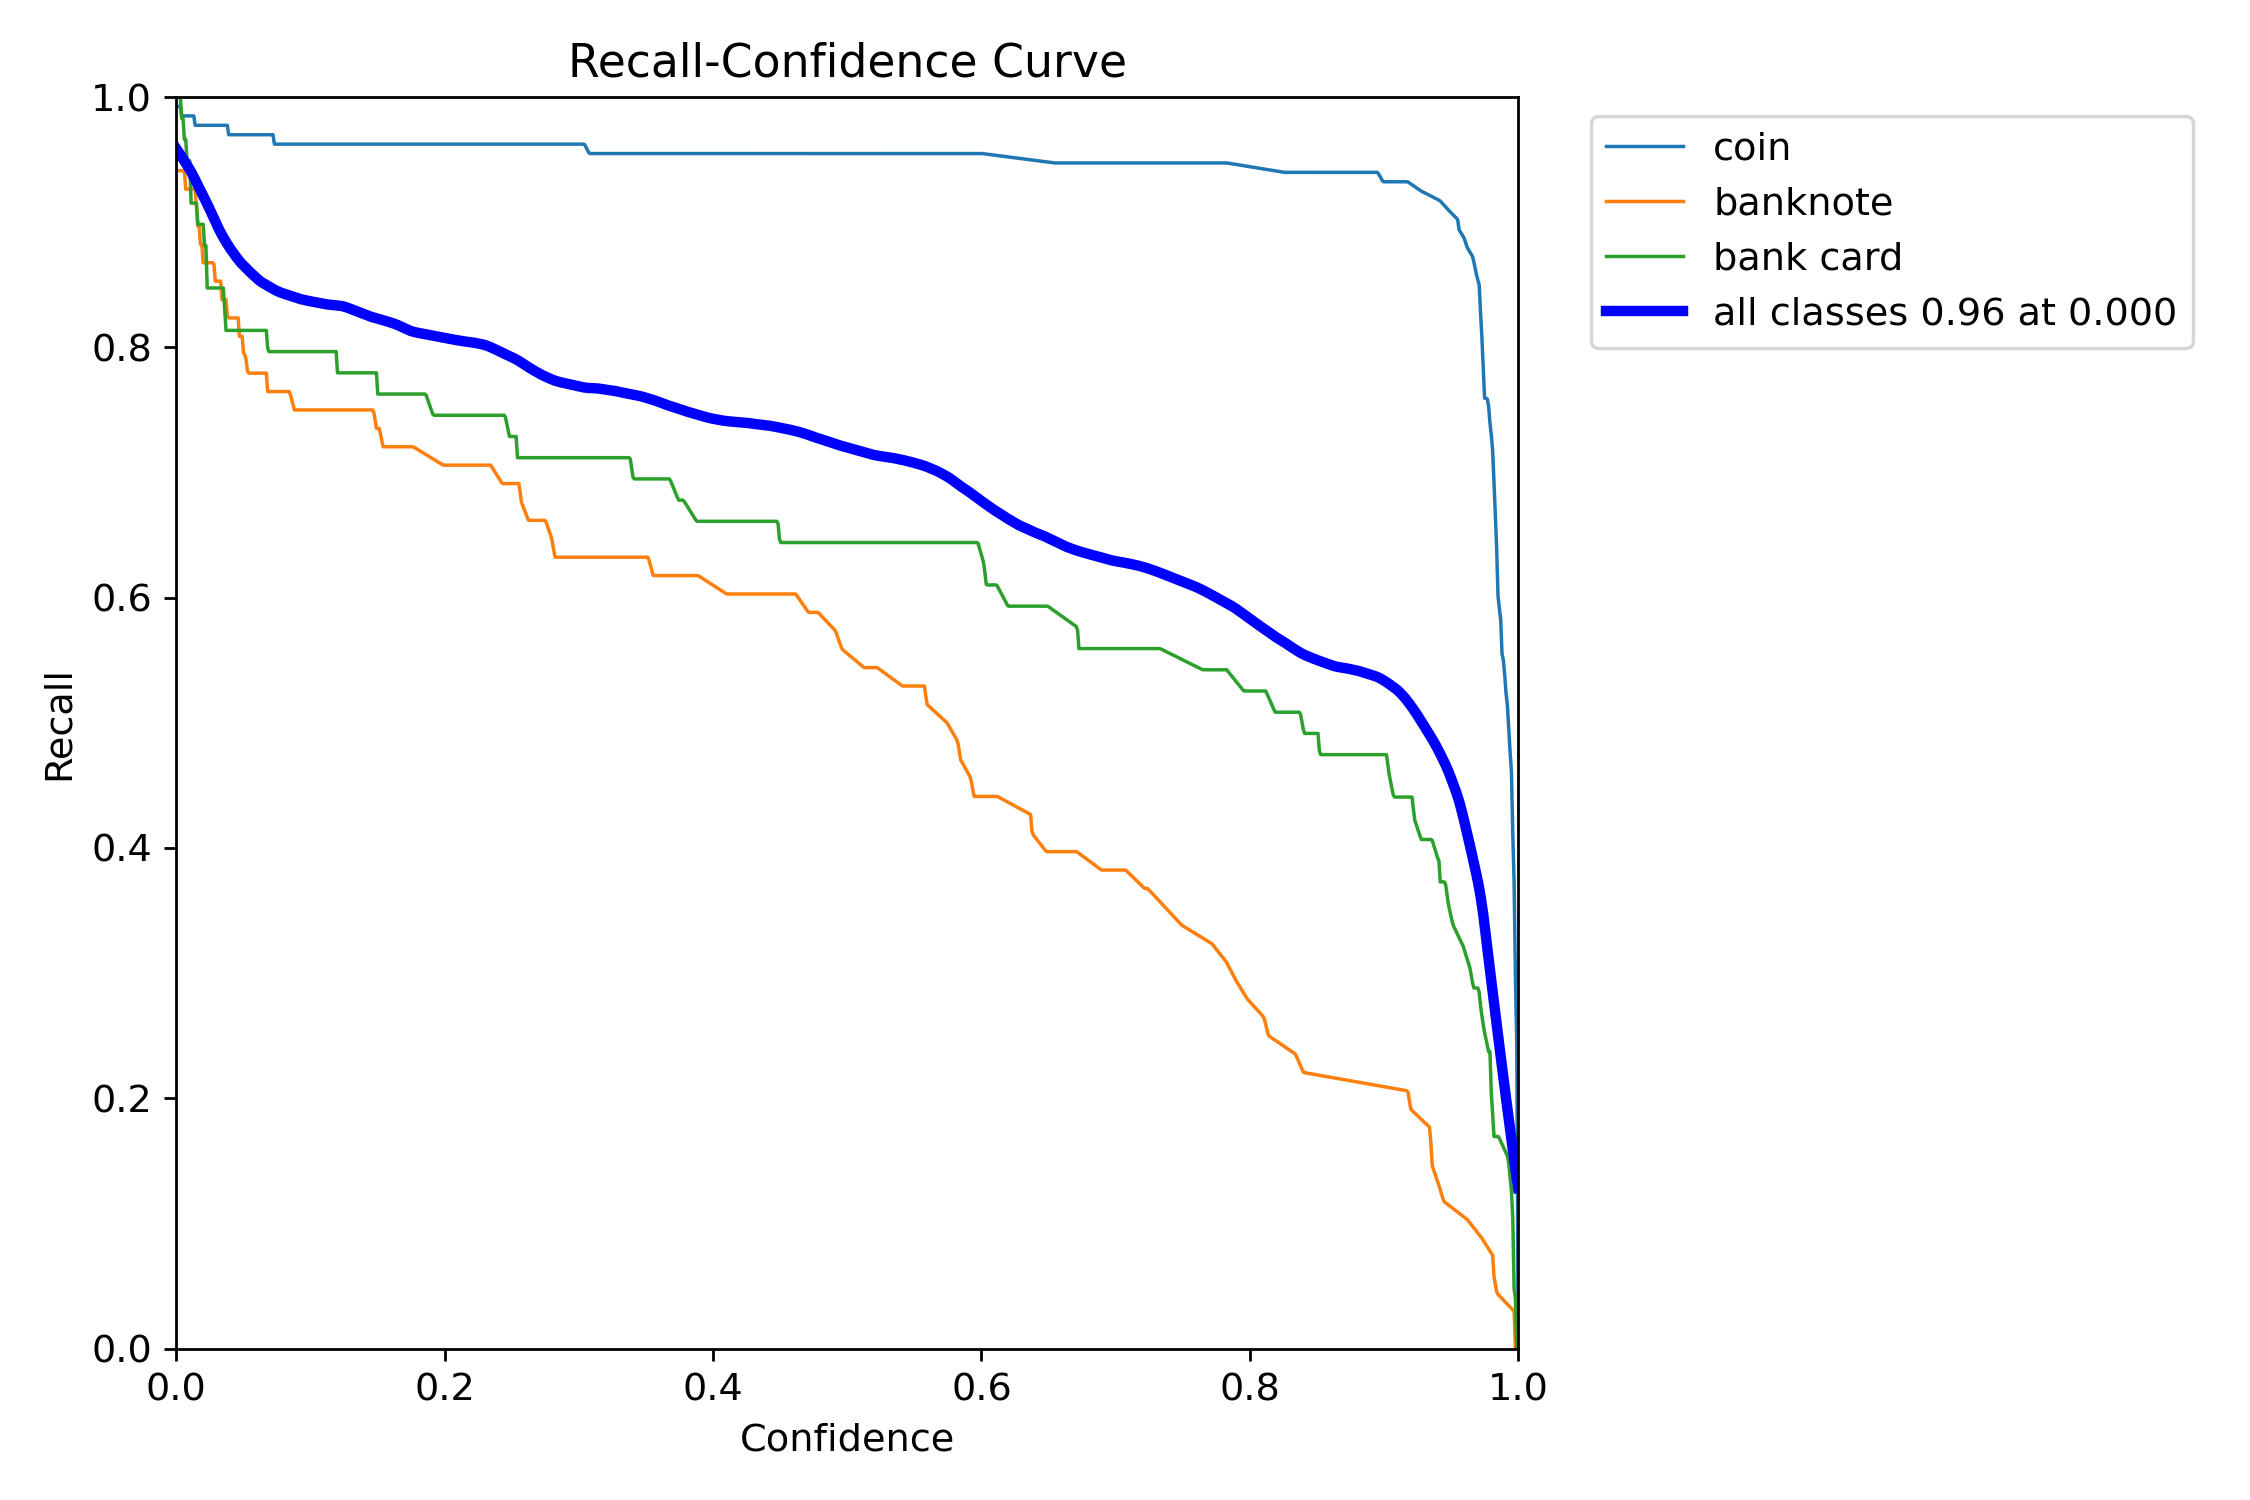 Recall-Confidence Curve
1.0
0.8
0.6
0.4
0.2
0.0
Recall
0.0 0.2 0.4 0.6 0.8 1.0
Confidence
coin
banknote
bank card
all classes 0.96 at 0.000